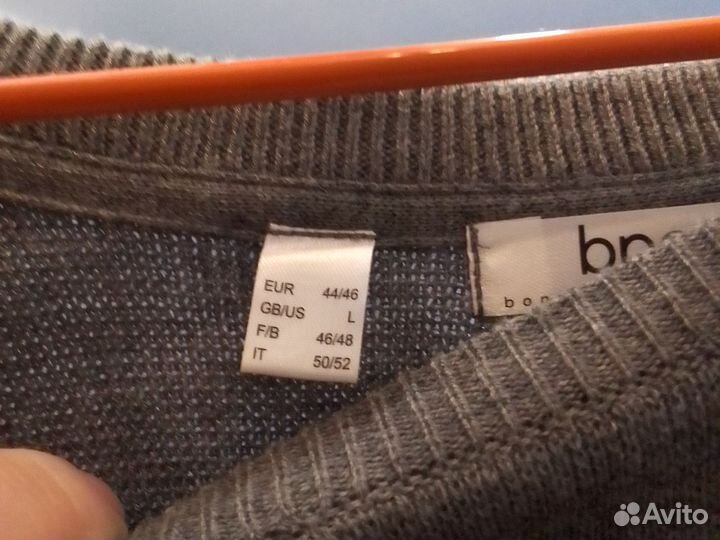 EUR 44/46
GB/US L
F/B 46/48
IT 50/52
Avito